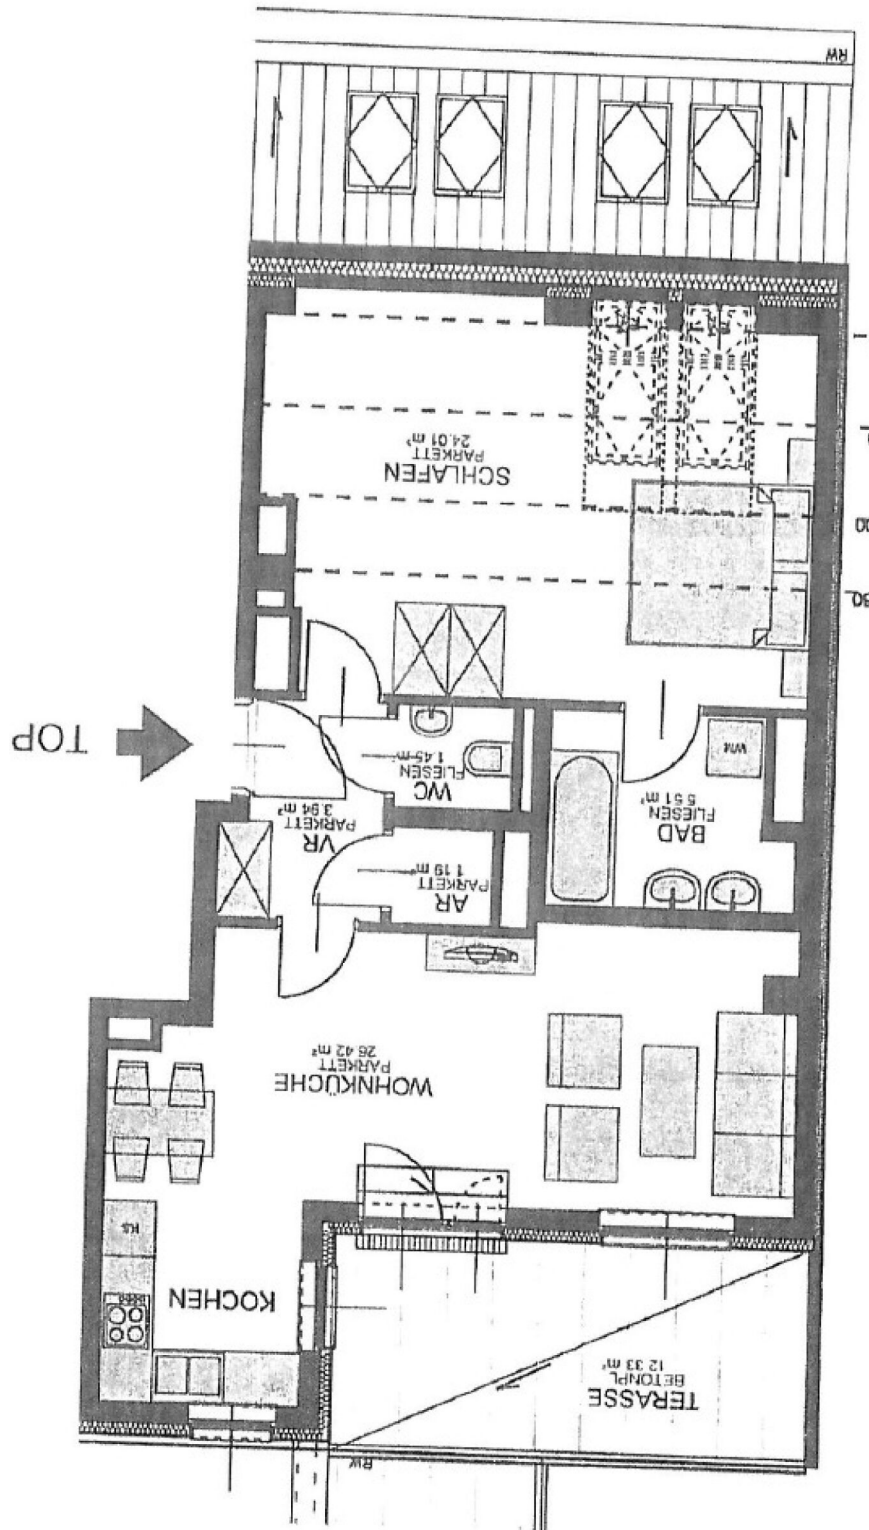 RW
TERASSE
BETONPL
12.33 m²
KOCHEN
KS
WOHNKÜCHE
PARKETT
26.42 m²
AR
PARKETT
1.19 m²
VR
PARKETT
3.94 m²
WC
FLIESEN
1.45 m²
BAD
FLIESEN
5.51 m²
WM
TOP
SCHLAFEN
PARKETT
24.01 m²
RW